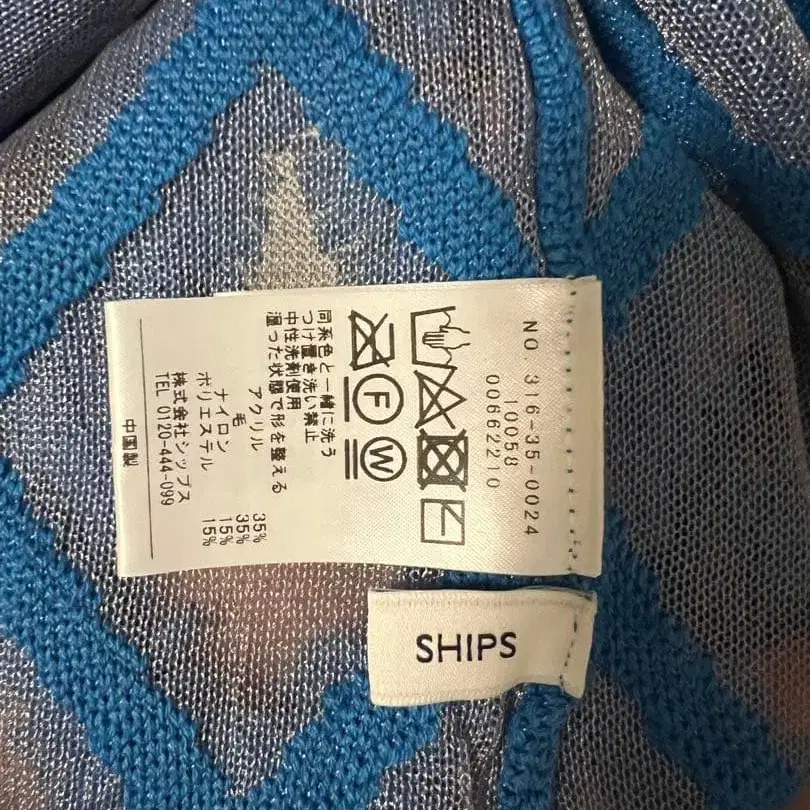 NO. 316-35-0024
10058
00662210
F
W
同系色と一緒に洗う
つけ置き洗い禁止
中性洗剤使用
湿った状態で形を整える
アクリル 35%
毛 35%
ナイロン 15%
ポリエステル 15%
株式会社シップス
TEL 0120-444-099
中国製
SHIPS